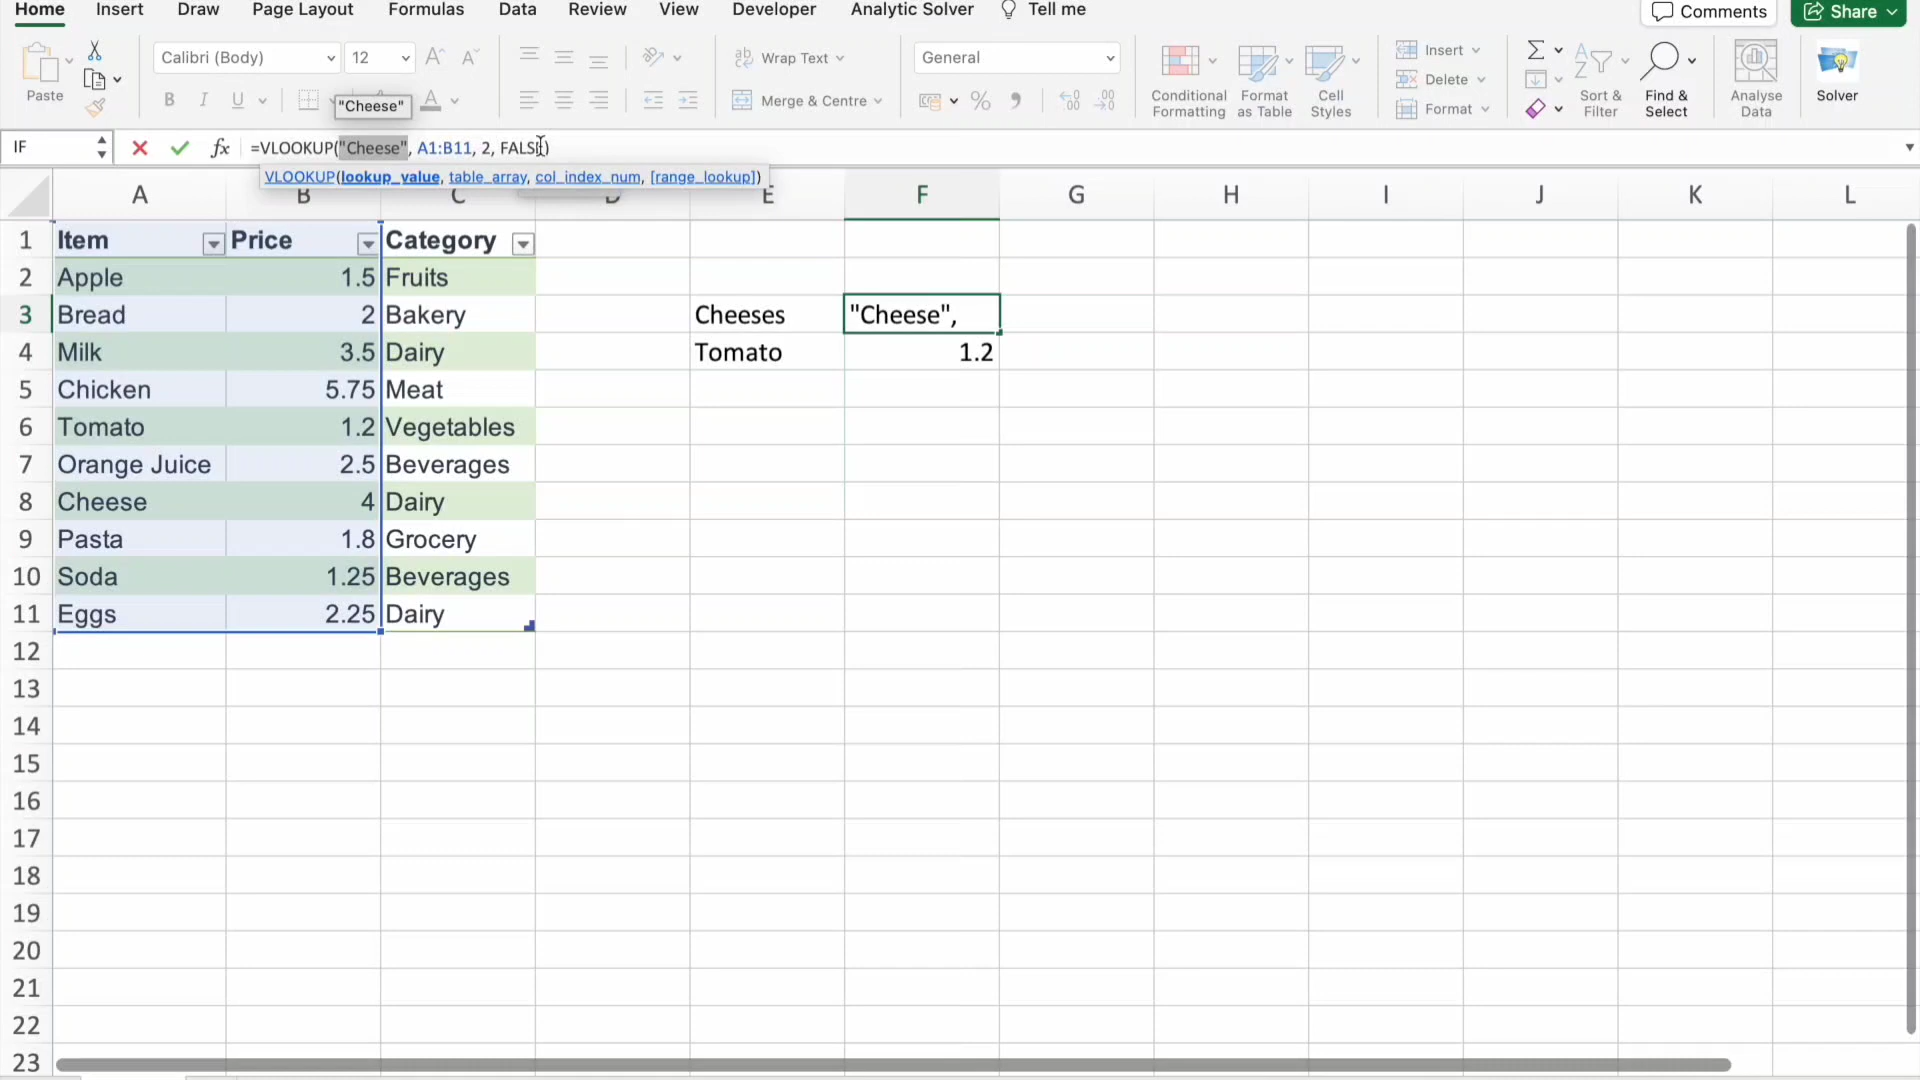 Home Insert Draw Page Layout Formulas Data Review View Developer Analytic Solver Tell me Comments Share
Calibri (Body) 12 A A Wrap Text General Insert
Paste B I U A Merge & Centre % Conditional Formatting Format as Table Cell Styles Delete Format Sort & Filter Find & Select Analyse Data Solver
"Cheese"
IF fx =VLOOKUP("Cheese", A1:B11, 2, FALSE)
VLOOKUP(lookup_value, table_array, col_index_num, [range_lookup])
A B C D E F G H I J K L
1 Item Price Category
2 Apple 1.5 Fruits
3 Bread 2 Bakery Cheeses "Cheese",
4 Milk 3.5 Dairy Tomato 1.2
5 Chicken 5.75 Meat
6 Tomato 1.2 Vegetables
7 Orange Juice 2.5 Beverages
8 Cheese 4 Dairy
9 Pasta 1.8 Grocery
10 Soda 1.25 Beverages
11 Eggs 2.25 Dairy
12
13
14
15
16
17
18
19
20
21
22
23